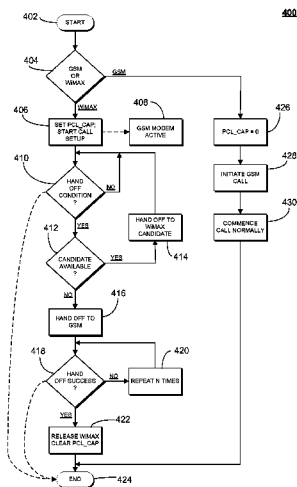 400
402
START
404
GSM
OR
WiMAX
?
GSM
WiMAX
406
SET PCL_CAP;
START CALL
SETUP
408
GSM MODEM
ACTIVE
PCL_CAP = 0
426
410
HAND
OFF
CONDITION
?
NO
YES
INITIATE GSM
CALL
428
412
CANDIDATE
AVAILABLE
?
YES
NO
HAND OFF TO
WiMAX
CANDIDATE
414
COMMENCE
CALL NORMALLY
430
HAND OFF TO
GSM
416
418
HAND
OFF SUCCESS
?
NO
YES
REPEAT N TIMES
420
RELEASE WiMAX
CLEAR PCL_CAP
422
END
424